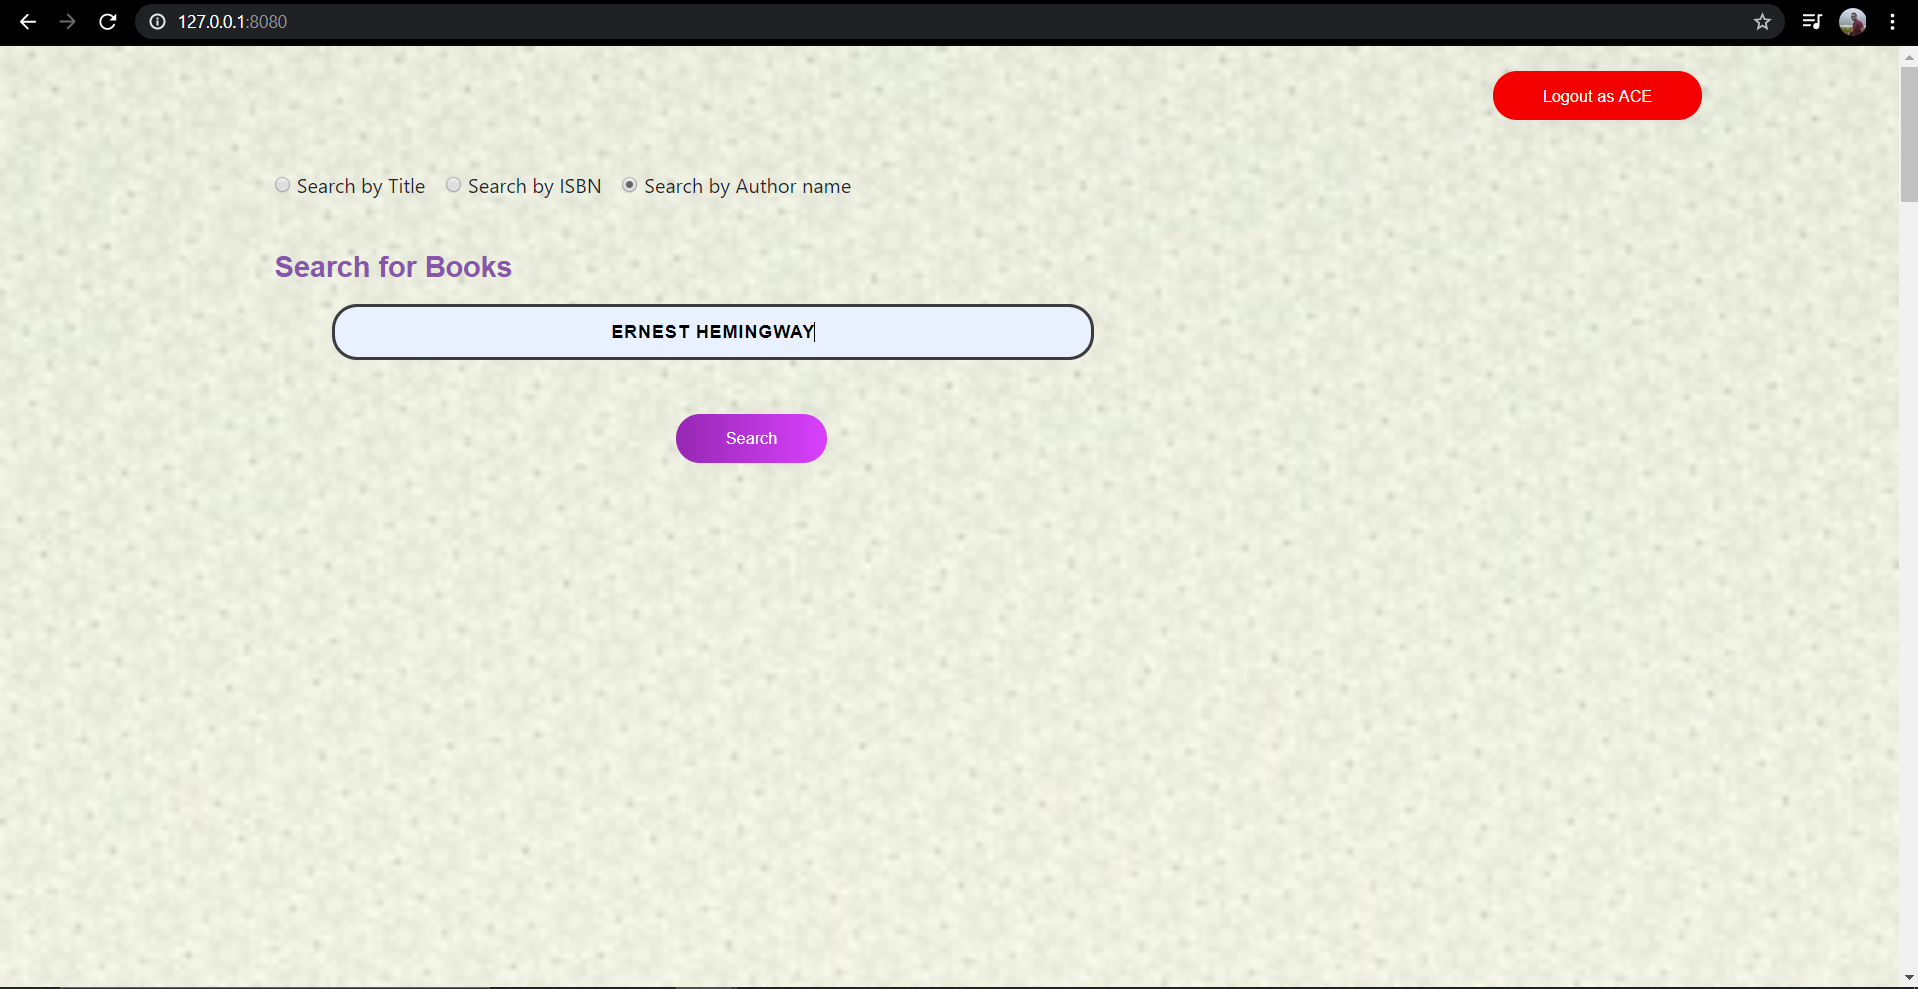 127.0.0.1:8080
Logout as ACE
Search by Title Search by ISBN Search by Author name
Search for Books
ERNEST HEMINGWAY
Search